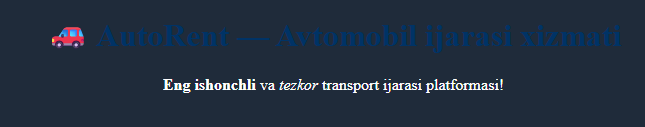 AutoRent — Avtomobil ijarasi xizmati
Eng ishonchli va tezkor transport ijarasi platformasi!